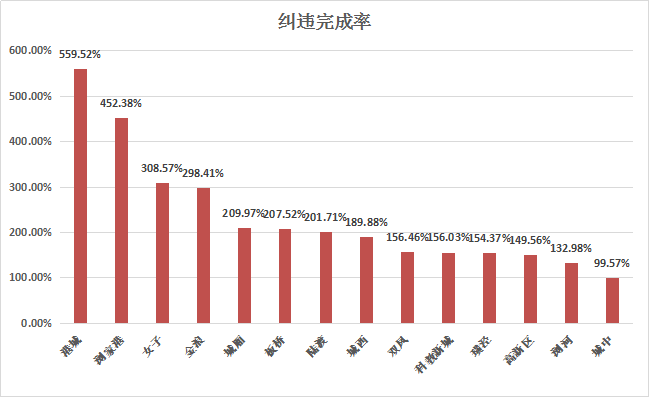 纠违完成率
600.00%
500.00%
400.00%
300.00%
200.00%
100.00%
0.00%
559.52%
452.38%
308.57%
298.41%
209.97%
207.52%
201.71%
189.88%
156.46%
156.03%
154.37%
149.56%
132.98%
99.57%
港城
浏家港
女子
金浪
城厢
板桥
陆渡
城西
双凤
科教新城
璜泾
高新区
浏河
城中